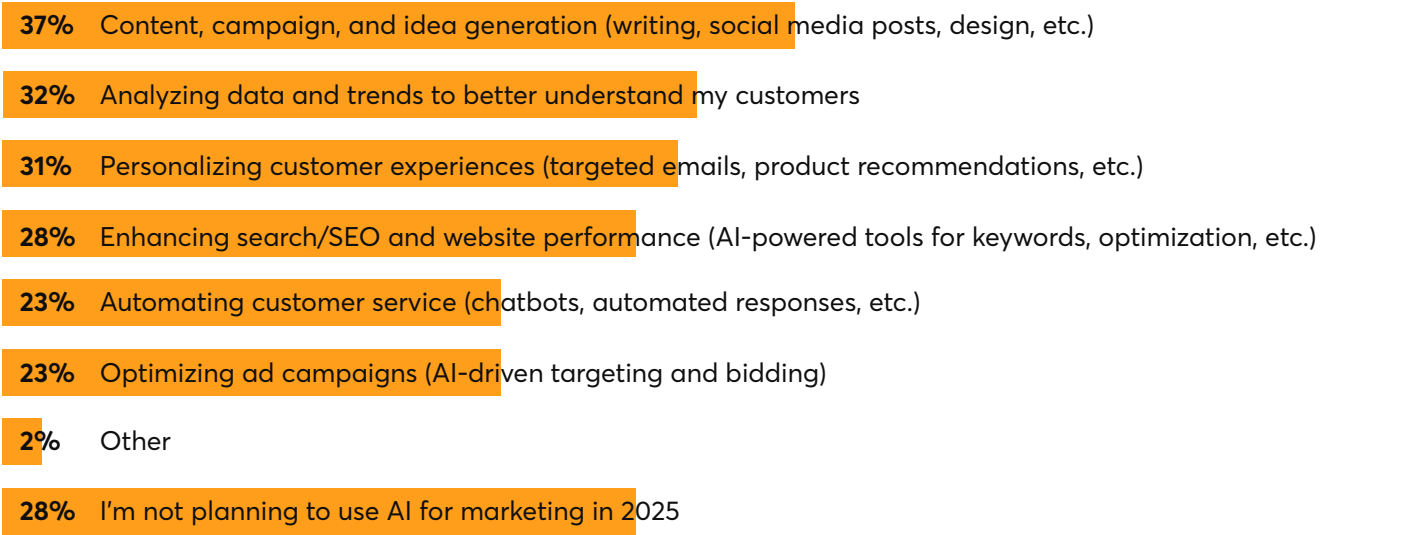 37% Content, campaign, and idea generation (writing, social media posts, design, etc.)
32% Analyzing data and trends to better understand my customers
31% Personalizing customer experiences (targeted emails, product recommendations, etc.)
28% Enhancing search/SEO and website performance (AI-powered tools for keywords, optimization, etc.)
23% Automating customer service (chatbots, automated responses, etc.)
23% Optimizing ad campaigns (AI-driven targeting and bidding)
2% Other
28% I’m not planning to use AI for marketing in 2025